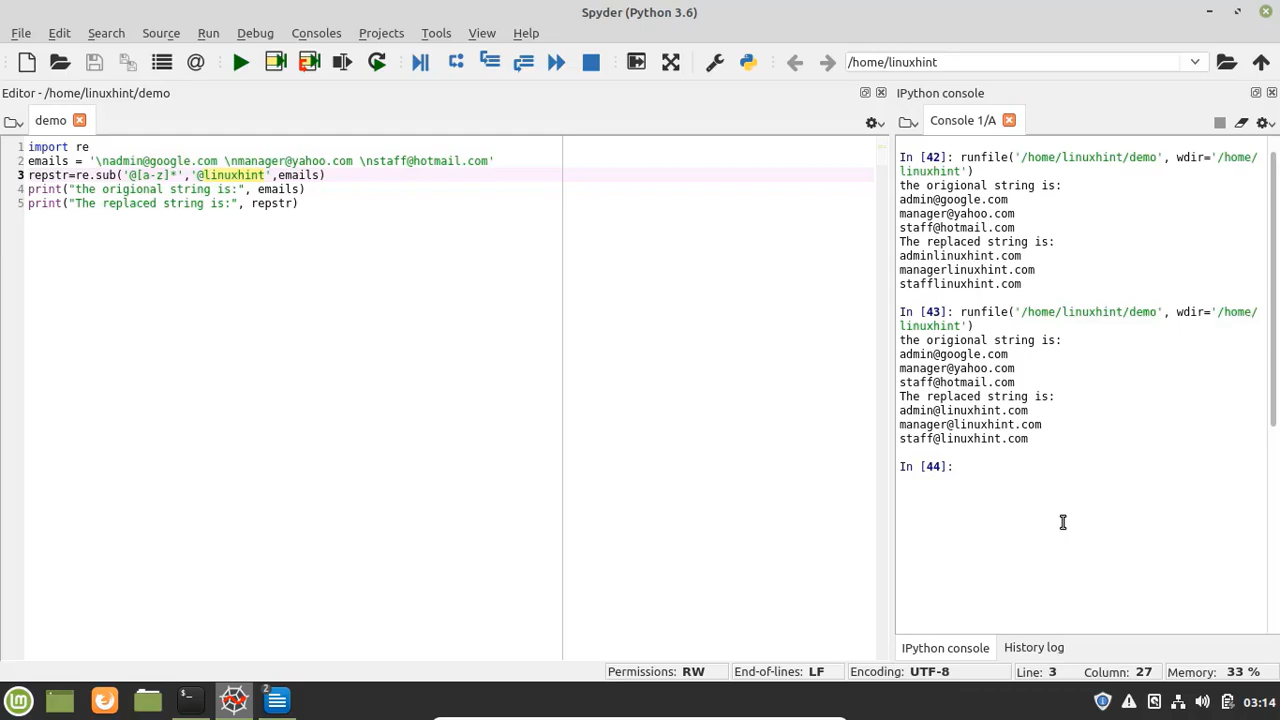 Spyder (Python 3.6)
File Edit Search Source Run Debug Consoles Projects Tools View Help
/home/linuxhint
Editor - /home/linuxhint/demo
IPython console
demo
Console 1/A
1 import re
2 emails = '\nadmin@google.com \nmanager@yahoo.com \nstaff@hotmail.com'
3 repstr=re.sub('@[a-z]*','@linuxhint',emails)
4 print("the origional string is:", emails)
5 print("The replaced string is:", repstr)
In [42]: runfile('/home/linuxhint/demo', wdir='/home/
linuxhint')
the origional string is:
admin@google.com
manager@yahoo.com
staff@hotmail.com
The replaced string is:
adminlinuxhint.com
managerlinuxhint.com
stafflinuxhint.com
In [43]: runfile('/home/linuxhint/demo', wdir='/home/
linuxhint')
the origional string is:
admin@google.com
manager@yahoo.com
staff@hotmail.com
The replaced string is:
admin@linuxhint.com
manager@linuxhint.com
staff@linuxhint.com
In [44]:
IPython console History log
Permissions: RW End-of-lines: LF Encoding: UTF-8 Line: 3 Column: 27 Memory: 33 %
2
03:14